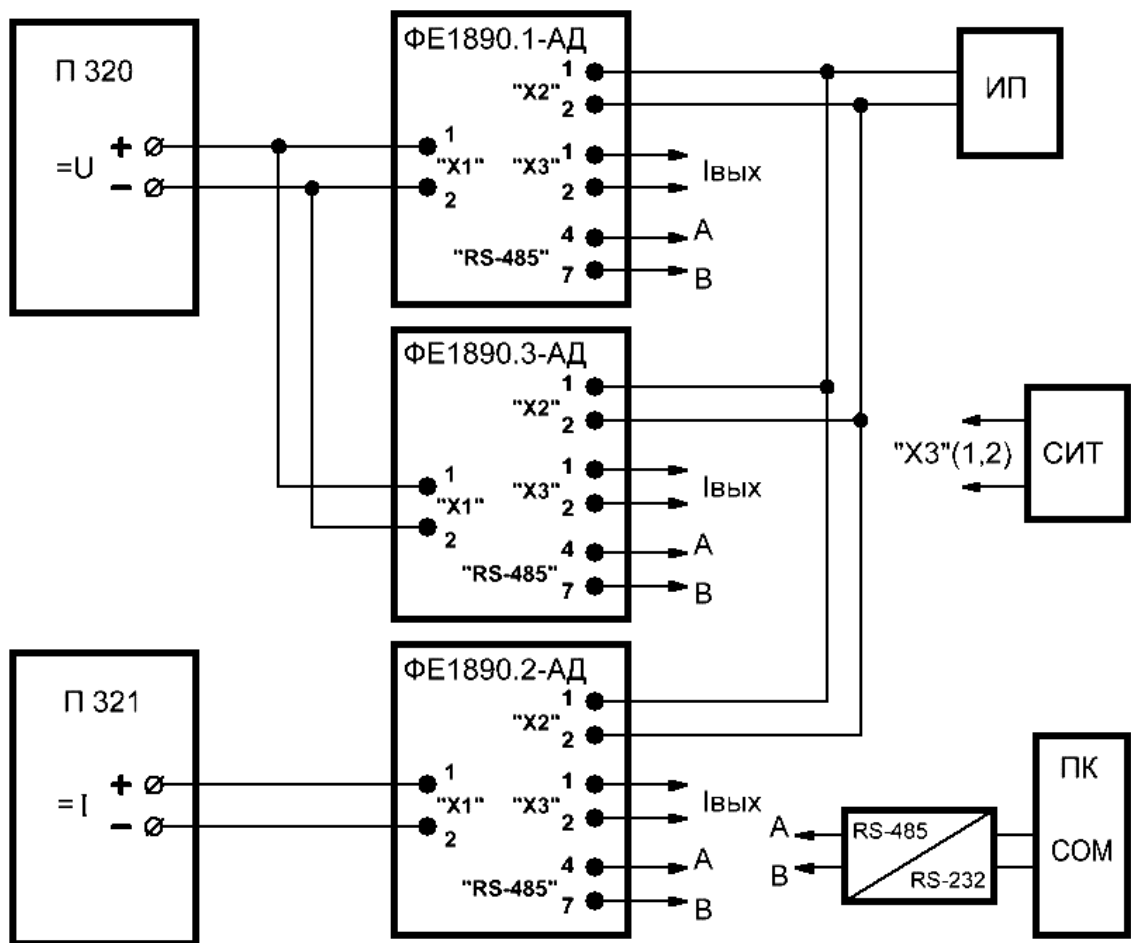 П 320
+
=U
−
ФЕ1890.1-АД
1
"X2"
2
1
"X1"
2
1
"X3"
2
Iвых
4
A
"RS-485"
7
B
ИП
ФЕ1890.3-АД
1
"X2"
2
1
"X1"
2
1
"X3"
2
Iвых
4
A
"RS-485"
7
B
"X3"(1,2)
СИТ
П 321
+
= I
−
ФЕ1890.2-АД
1
"X2"
2
1
"X1"
2
1
"X3"
2
Iвых
4
A
"RS-485"
7
B
A
B
RS-485
RS-232
ПК
COM